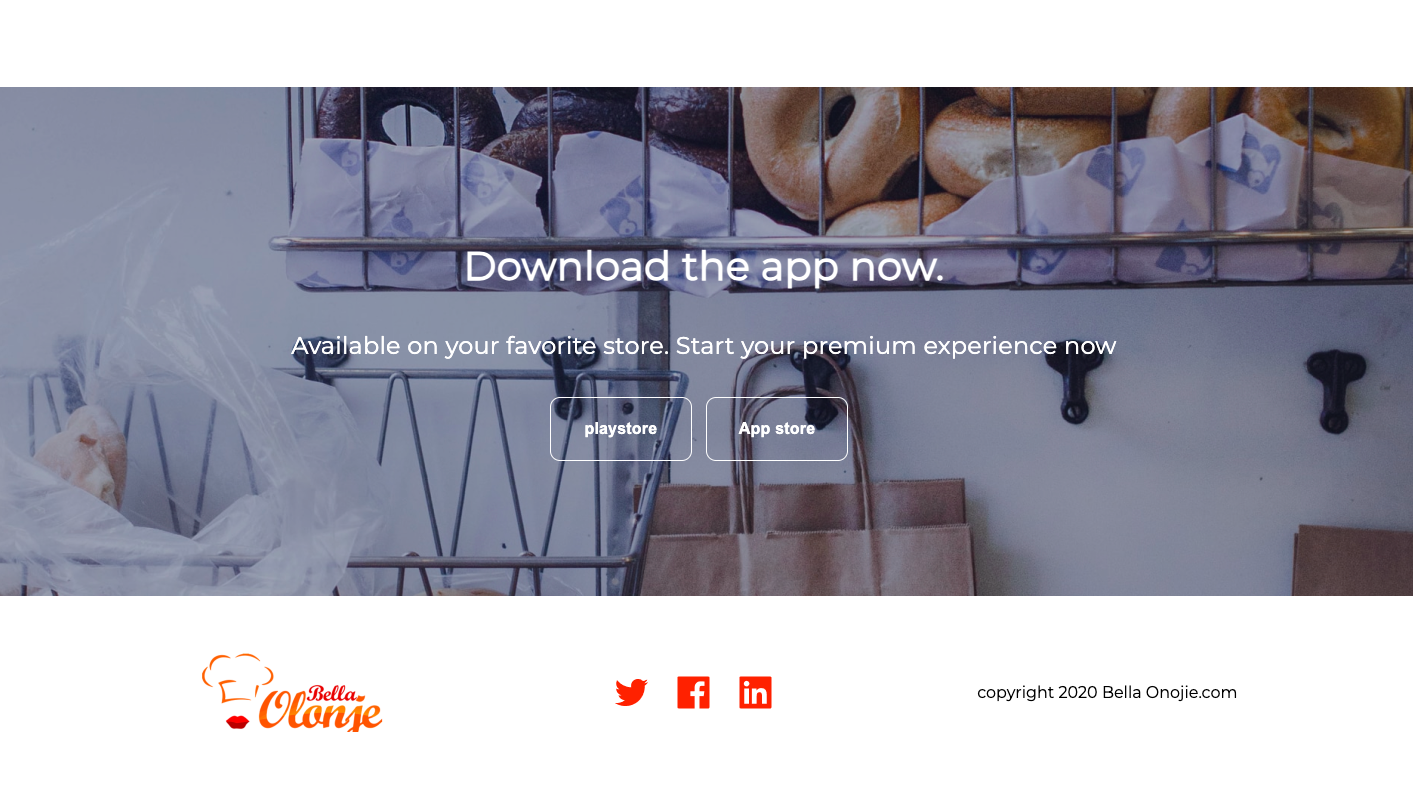 Download the app now.
Available on your favorite store. Start your premium experience now
playstore
App store
Bella
Olonje
copyright 2020 Bella Onojie.com